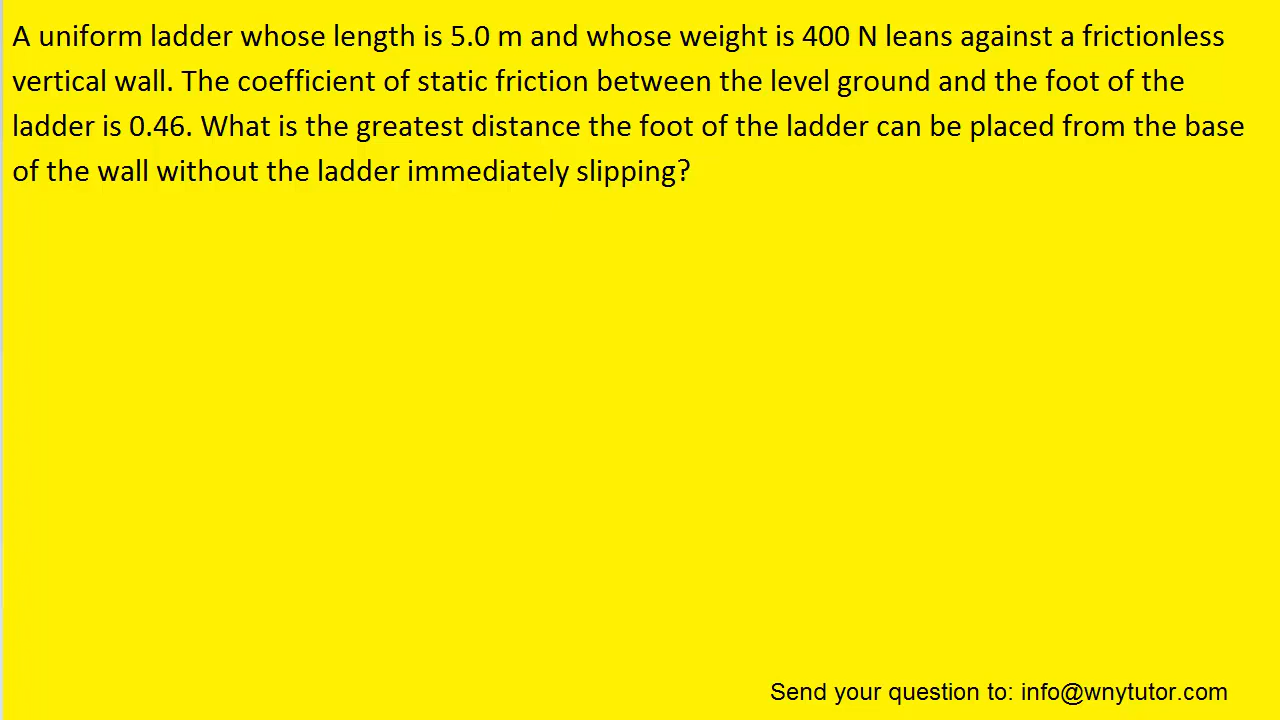 A uniform ladder whose length is 5.0 m and whose weight is 400 N leans against a frictionless
vertical wall. The coefficient of static friction between the level ground and the foot of the
ladder is 0.46. What is the greatest distance the foot of the ladder can be placed from the base
of the wall without the ladder immediately slipping?
Send your question to: info@wnytutor.com